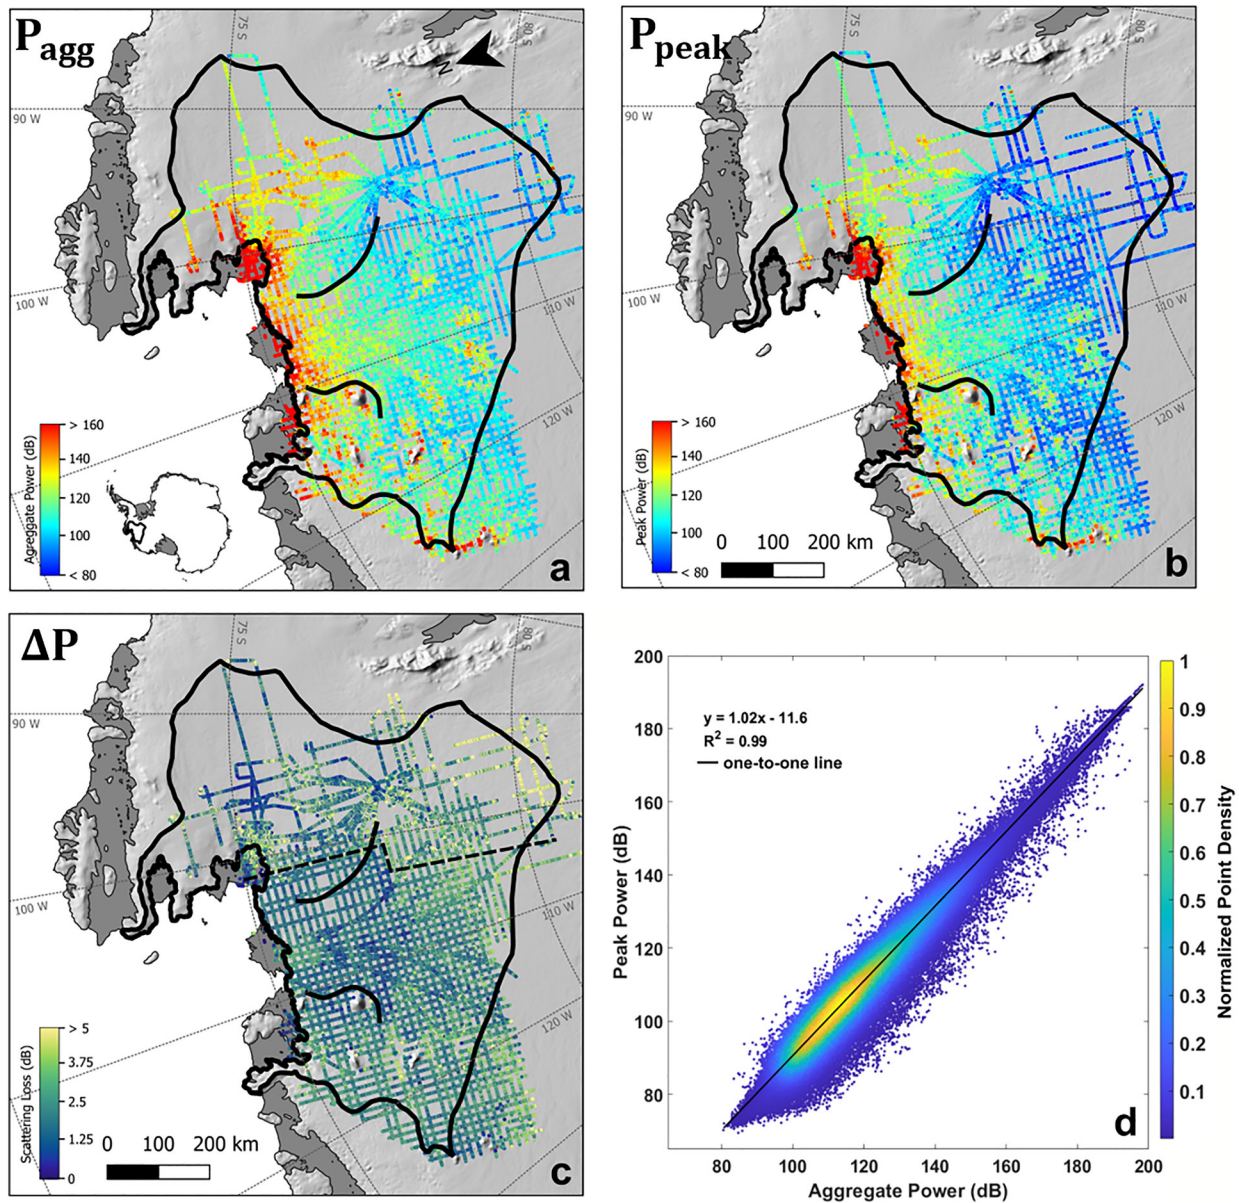 P_agg
75 S
80 S
N
90 W
100 W
110 W
120 W
Agreggate Power (dB)
> 160
140
120
100
< 80
a
P_peak
75 S
80 S
90 W
100 W
110 W
120 W
Peak Power (dB)
> 160
140
120
100
< 80
0 100 200 km
b
ΔP
75 S
80 S
90 W
100 W
110 W
120 W
Scattering Loss (dB)
> 5
3.75
2.5
1.25
0
0 100 200 km
c
y = 1.02x - 11.6
R² = 0.99
one-to-one line
Peak Power (dB)
200
180
160
140
120
100
80
80 100 120 140 160 180 200
Aggregate Power (dB)
d
1
0.9
0.8
0.7
0.6
0.5
0.4
0.3
0.2
0.1
Normalized Point Density